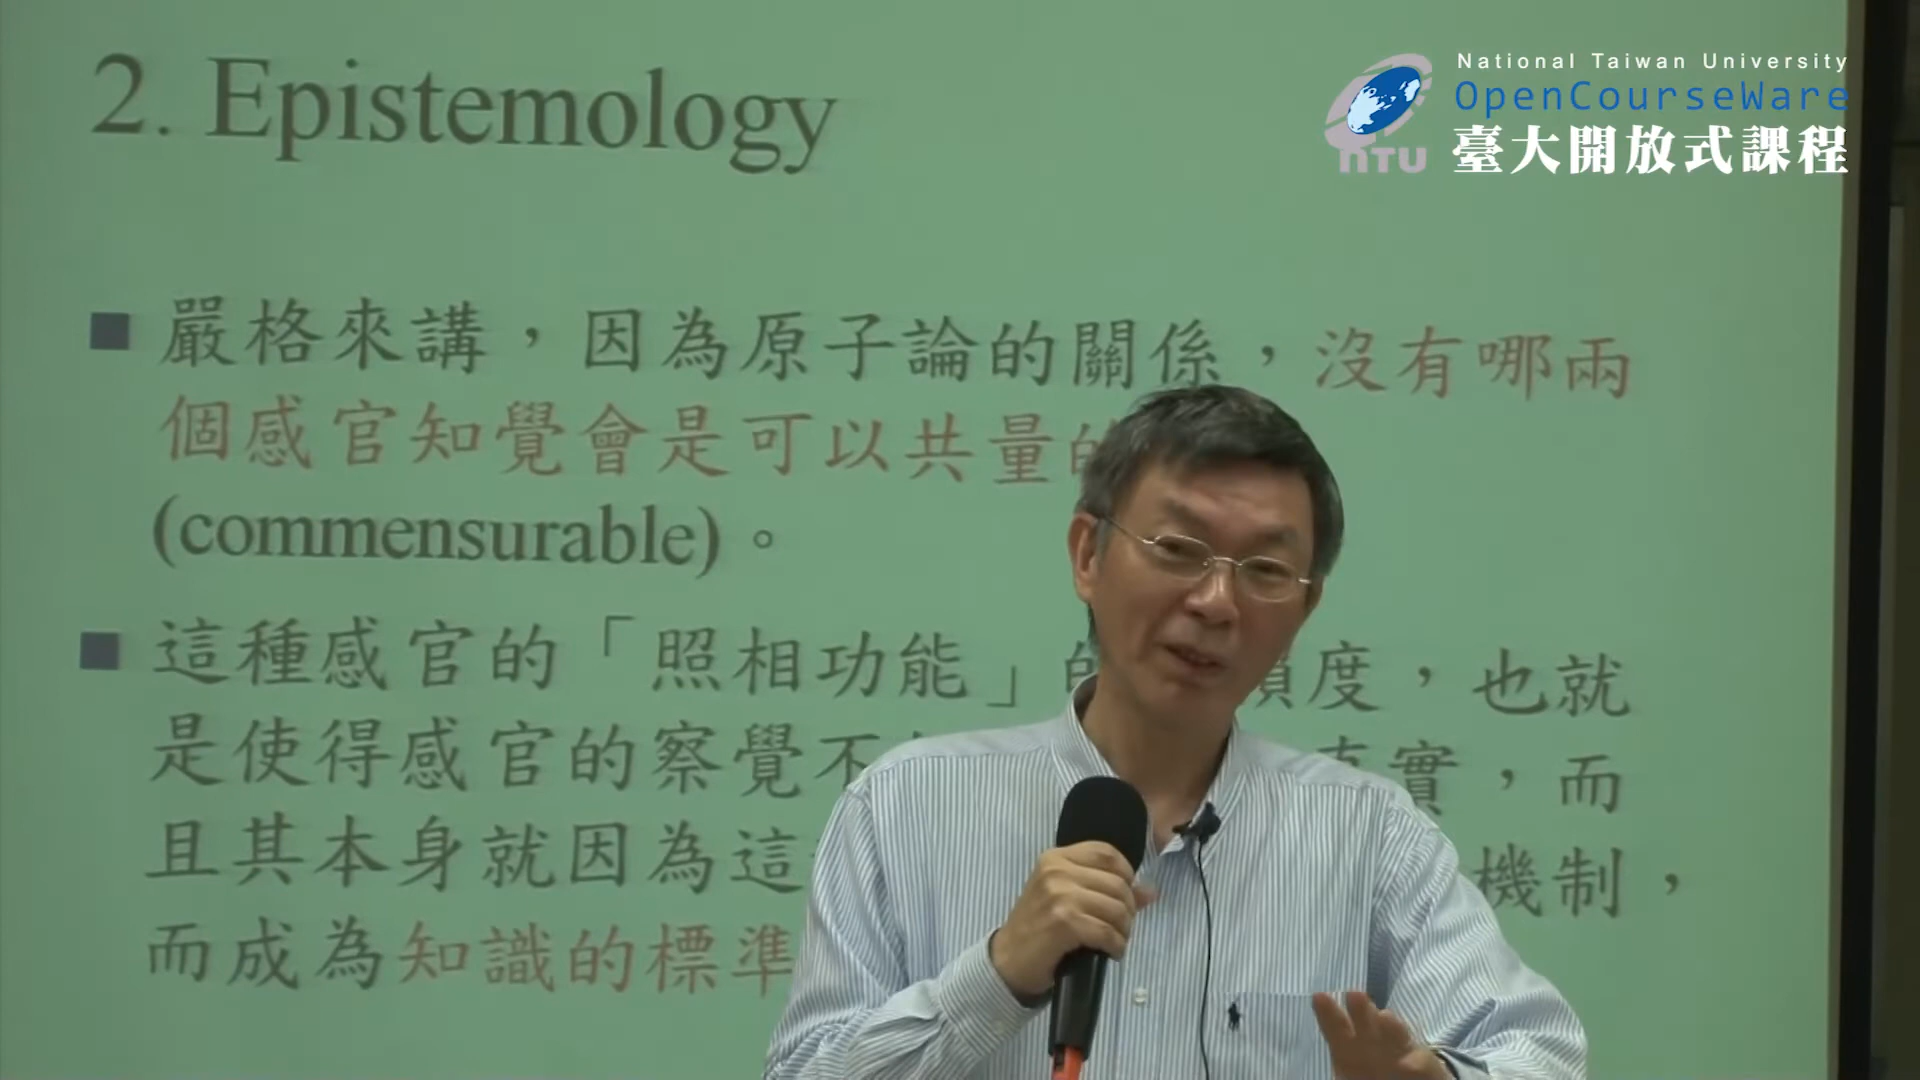 2. Epistemology
National Taiwan University
OpenCourseWare
臺大開放式課程
nTU
■ 嚴格來講，因為原子論的關係，沒有哪兩
個感官知覺會是可以共量的
(commensurable)。
■ 這種感官的「照相功能」的 度，也就
是使得感官的察覺不 真實，而
且其本身就因為這 機制，
而成為知識的標準